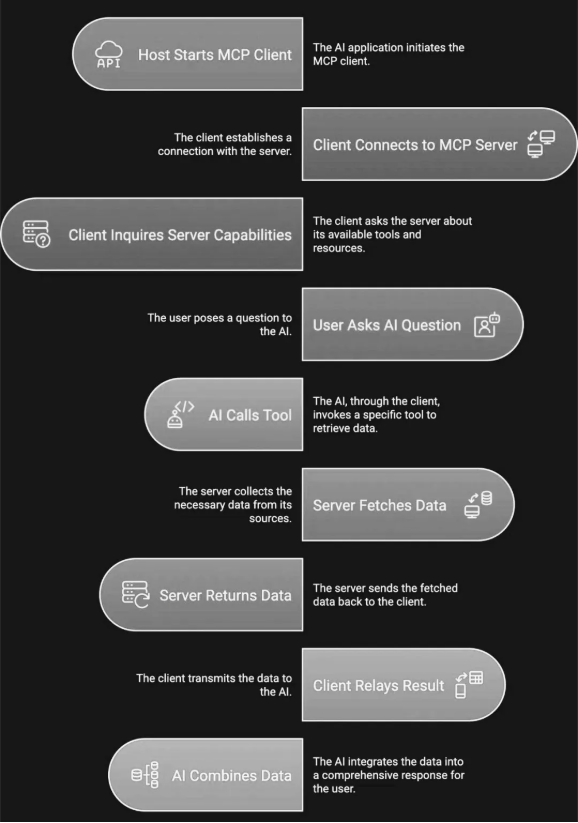 API
Host Starts MCP Client
The AI application initiates the
MCP client.
The client establishes a
connection with the server.
Client Connects to MCP Server
Client Inquires Server Capabilities
The client asks the server about
its available tools and
resources.
The user poses a question to
the AI.
User Asks AI Question
AI Calls Tool
The AI, through the client,
invokes a specific tool to
retrieve data.
The server collects the
necessary data from its
sources.
Server Fetches Data
Server Returns Data
The server sends the fetched
data back to the client.
The client transmits the data to
the AI.
Client Relays Result
AI Combines Data
The AI integrates the data into
a comprehensive response for
the user.